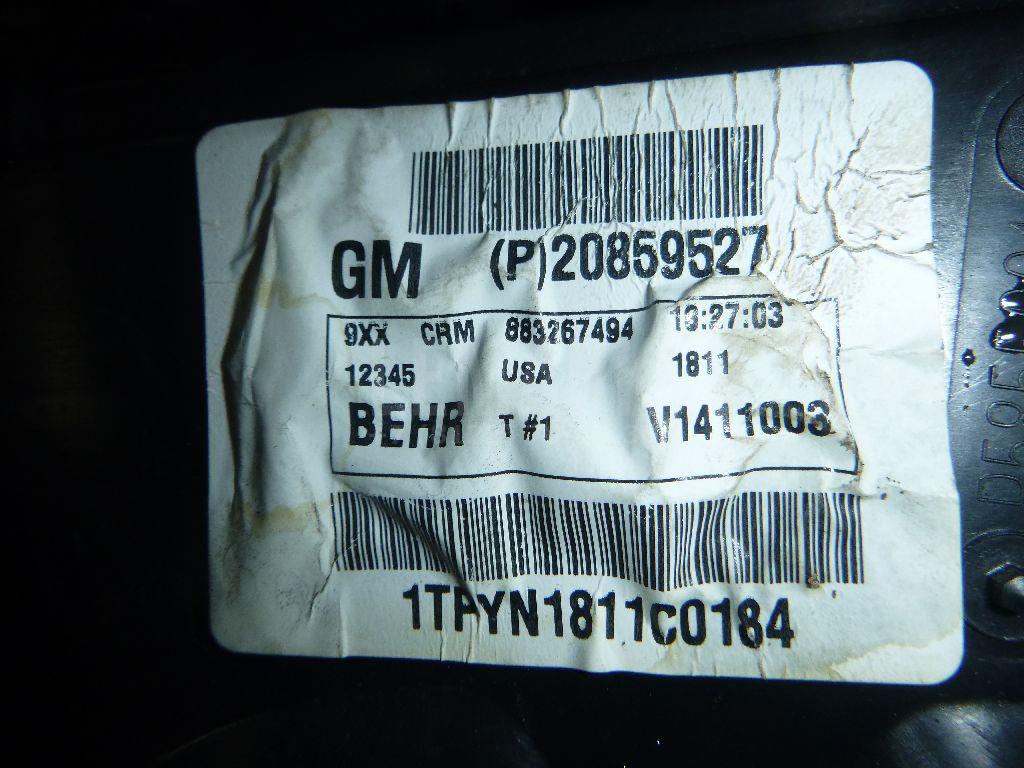 GM (P)20859527
9XX CRM 883267494 13:27:03
12345 USA 1811
BEHR T #1 V1411003
1TPYN1811C0184